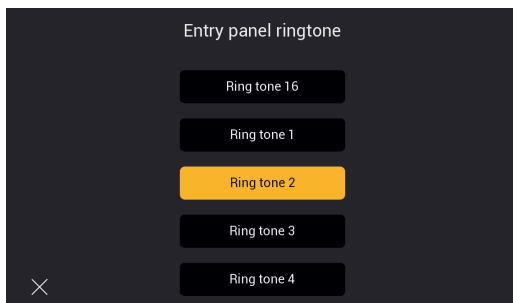 Entry panel ringtone
Ring tone 16
Ring tone 1
Ring tone 2
Ring tone 3
Ring tone 4